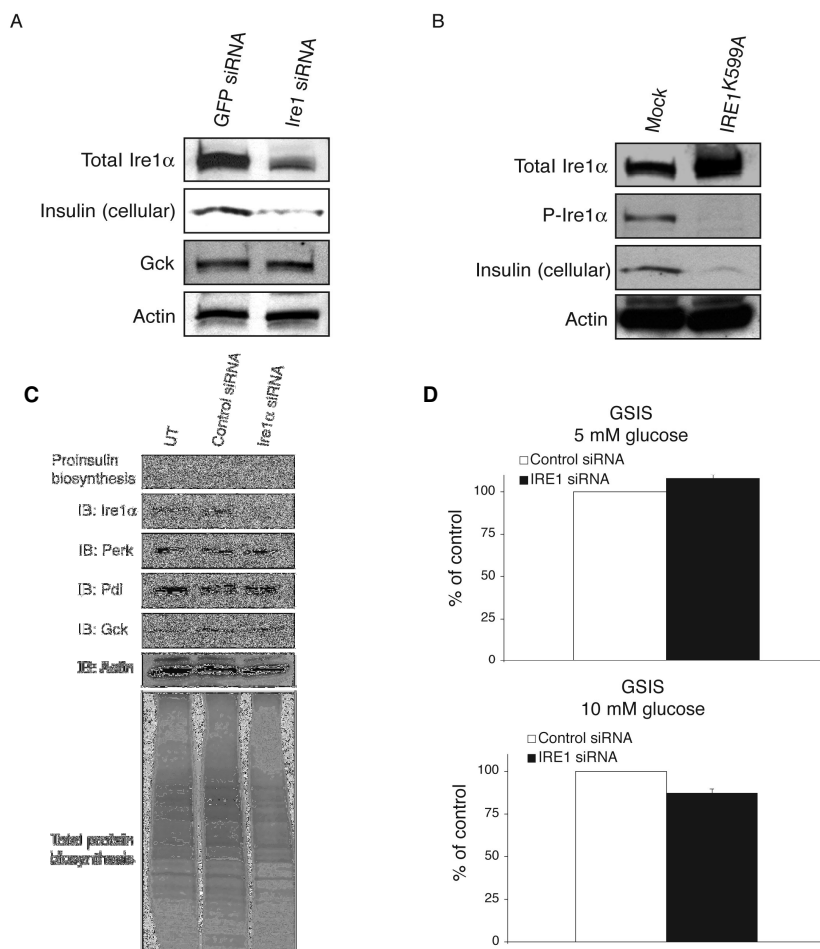 A
GFP siRNA
Ire1 siRNA
Total Ire1α
Insulin (cellular)
Gck
Actin
B
Mock
IRE1K599A
Total Ire1α
P-Ire1α
Insulin (cellular)
Actin
C
UT
Control siRNA
Ire1α siRNA
Proinsulin
biosynthesis
IB: Ire1α
IB: Perk
IB: PdI
IB: Gck
IB: Actin
Total protein
biosynthesis
D
GSIS
5 mM glucose
Control siRNA
IRE1 siRNA
% of control
100
75
50
25
0
GSIS
10 mM glucose
Control siRNA
IRE1 siRNA
% of control
100
75
50
25
0